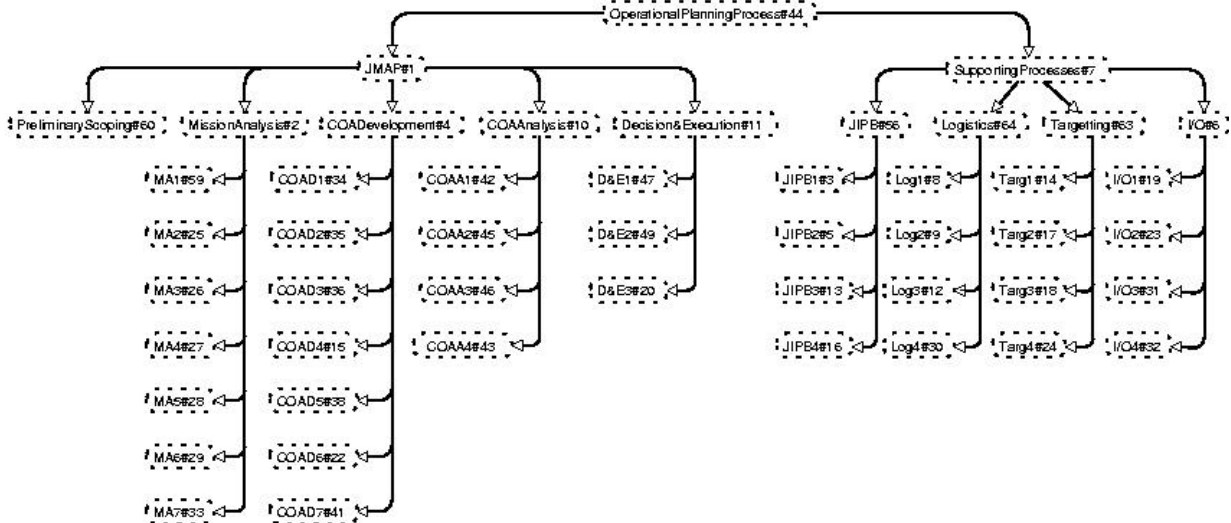 OperationalPlanningProcess#44
JMAP#1
SupportingProcesses#7
PreliminaryScoping#60
MissionAnalysis#2
COADevelopment#4
COAAnalysis#10
Decision&Execution#11
JIPB#56
Logistics#64
Targetting#63
I/O#6
MA1#59
COAD1#34
COAA1#42
D&E1#47
JIPB1#3
Log1#8
Targ1#14
I/O1#19
MA2#25
COAD2#35
COAA2#45
D&E2#49
JIPB2#5
Log2#9
Targ2#17
I/O2#23
MA3#26
COAD3#36
COAA3#46
D&E3#20
JIPB3#13
Log3#12
Targ3#18
I/O3#31
MA4#27
COAD4#15
COAA4#43
JIPB4#16
Log4#30
Targ4#24
I/O4#32
MA5#28
COAD5#38
MA6#29
COAD6#22
MA7#33
COAD7#41